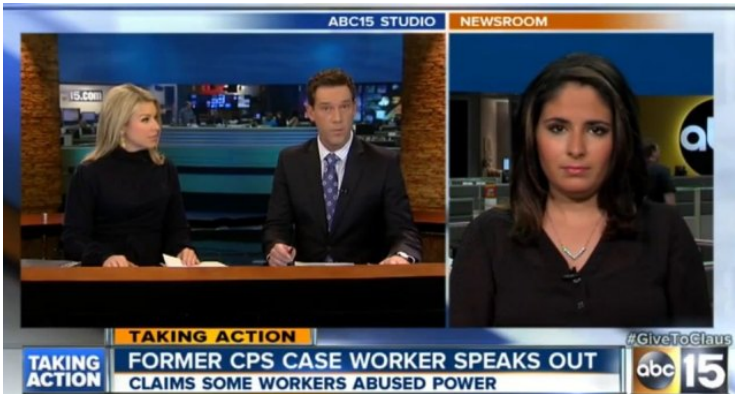 ABC15 STUDIO
NEWSROOM
15.com
ab
#GiveToClaus
TAKING ACTION
TAKING
ACTION
FORMER CPS CASE WORKER SPEAKS OUT
CLAIMS SOME WORKERS ABUSED POWER
abc 15